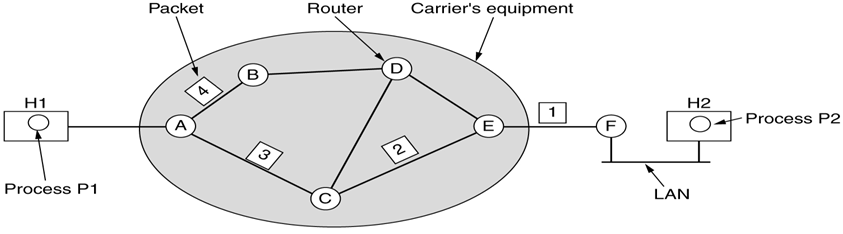 Packet
Router
Carrier's equipment
H1
4
B
D
1
H2
A
3
2
E
F
Process P2
Process P1
C
LAN